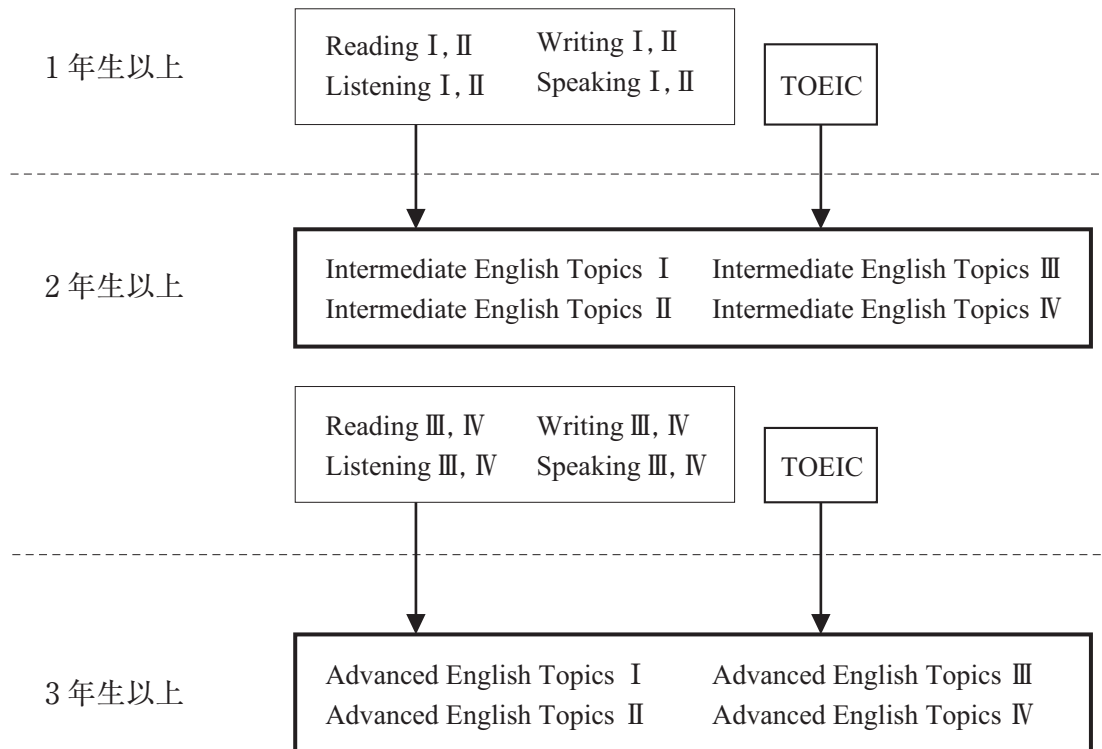 1年生以上
Reading Ⅰ, Ⅱ Writing Ⅰ, Ⅱ
Listening Ⅰ, Ⅱ Speaking Ⅰ, Ⅱ
TOEIC
2年生以上
Intermediate English Topics Ⅰ Intermediate English Topics Ⅲ
Intermediate English Topics Ⅱ Intermediate English Topics Ⅳ
Reading Ⅲ, Ⅳ Writing Ⅲ, Ⅳ
Listening Ⅲ, Ⅳ Speaking Ⅲ, Ⅳ
TOEIC
3年生以上
Advanced English Topics Ⅰ Advanced English Topics Ⅲ
Advanced English Topics Ⅱ Advanced English Topics Ⅳ